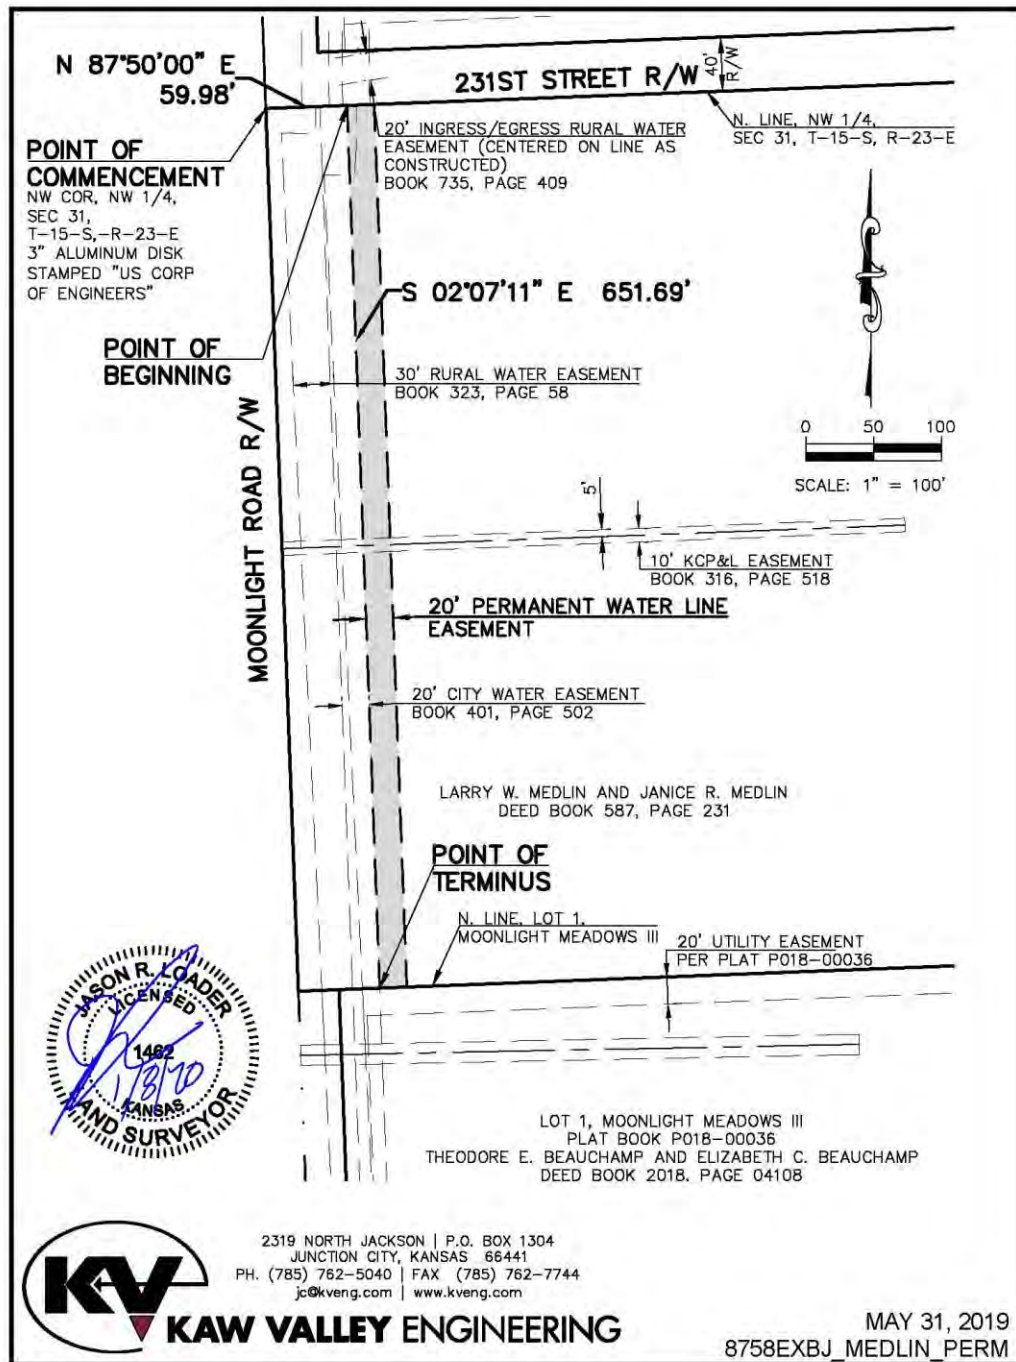 N 87°50'00" E
59.98'
231ST STREET R/W
40'
R/W
N. LINE, NW 1/4,
SEC 31, T-15-S, R-23-E
20' INGRESS/EGRESS RURAL WATER
EASEMENT (CENTERED ON LINE AS
CONSTRUCTED)
BOOK 735, PAGE 409
POINT OF
COMMENCEMENT
NW COR, NW 1/4,
SEC 31,
T-15-S,-R-23-E
3" ALUMINUM DISK
STAMPED "US CORP
OF ENGINEERS"
S 02°07'11" E 651.69'
POINT OF
BEGINNING
30' RURAL WATER EASEMENT
BOOK 323, PAGE 58
MOONLIGHT ROAD R/W
0 50 100
SCALE: 1" = 100'
5'
10' KCP&L EASEMENT
BOOK 316, PAGE 518
20' PERMANENT WATER LINE
EASEMENT
20' CITY WATER EASEMENT
BOOK 401, PAGE 502
LARRY W. MEDLIN AND JANICE R. MEDLIN
DEED BOOK 587, PAGE 231
POINT OF
TERMINUS
N. LINE, LOT 1,
MOONLIGHT MEADOWS III
20' UTILITY EASEMENT
PER PLAT P018-00036
JASON R. LOADER
LICENSED
1462
1/8/20
KANSAS
LAND SURVEYOR
LOT 1, MOONLIGHT MEADOWS III
PLAT BOOK P018-00036
THEODORE E. BEAUCHAMP AND ELIZABETH C. BEAUCHAMP
DEED BOOK 2018, PAGE 04108
2319 NORTH JACKSON | P.O. BOX 1304
JUNCTION CITY, KANSAS 66441
PH. (785) 762-5040 | FAX (785) 762-7744
jc@kveng.com | www.kveng.com
KV
KAW VALLEY ENGINEERING
MAY 31, 2019
8758EXBJ_MEDLIN_PERM